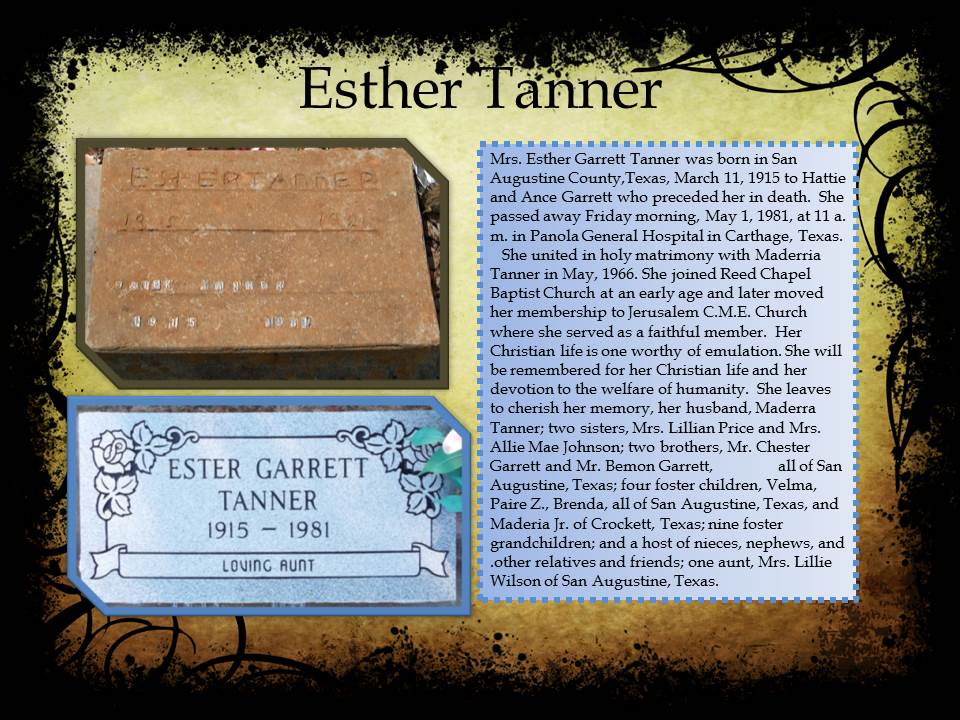 Esther Tanner
ESTER TANNER
ESTER GARRETT
TANNER
1915 – 1981
LOVING AUNT
Mrs. Esther Garrett Tanner was born in San
Augustine County,Texas, March 11, 1915 to Hattie
and Ance Garrett who preceded her in death. She
passed away Friday morning, May 1, 1981, at 11 a.
m. in Panola General Hospital in Carthage, Texas.
She united in holy matrimony with Maderria
Tanner in May, 1966. She joined Reed Chapel
Baptist Church at an early age and later moved
her membership to Jerusalem C.M.E. Church
where she served as a faithful member. Her
Christian life is one worthy of emulation. She will
be remembered for her Christian life and her
devotion to the welfare of humanity. She leaves
to cherish her memory, her husband, Maderra
Tanner; two sisters, Mrs. Lillian Price and Mrs.
Allie Mae Johnson; two brothers, Mr. Chester
Garrett and Mr. Bemon Garrett, all of San
Augustine, Texas; four foster children, Velma,
Paire Z., Brenda, all of San Augustine, Texas, and
Maderia Jr. of Crockett, Texas; nine foster
grandchildren; and a host of nieces, nephews, and
.other relatives and friends; one aunt, Mrs. Lillie
Wilson of San Augustine, Texas.